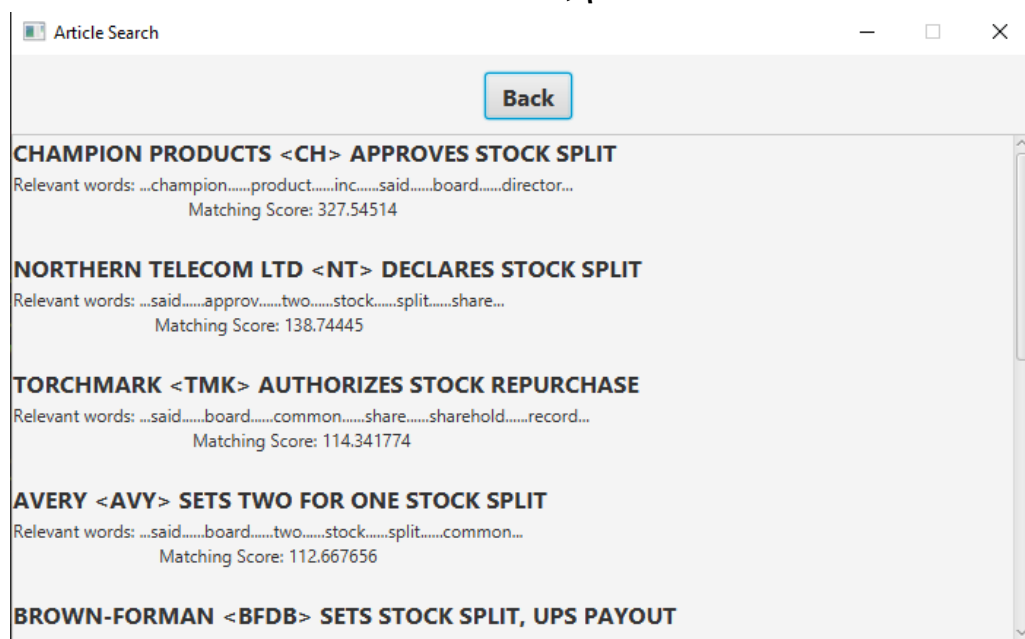 Article Search
Back
CHAMPION PRODUCTS <CH> APPROVES STOCK SPLIT
Relevant words: ...champion......product......inc......said......board......director...
Matching Score: 327.54514
NORTHERN TELECOM LTD <NT> DECLARES STOCK SPLIT
Relevant words: ...said......approv......two......stock......split......share...
Matching Score: 138.74445
TORCHMARK <TMK> AUTHORIZES STOCK REPURCHASE
Relevant words: ...said......board......common......share......sharehold......record...
Matching Score: 114.341774
AVERY <AVY> SETS TWO FOR ONE STOCK SPLIT
Relevant words: ...said......board......two......stock......split......common...
Matching Score: 112.667656
BROWN-FORMAN <BFDB> SETS STOCK SPLIT, UPS PAYOUT